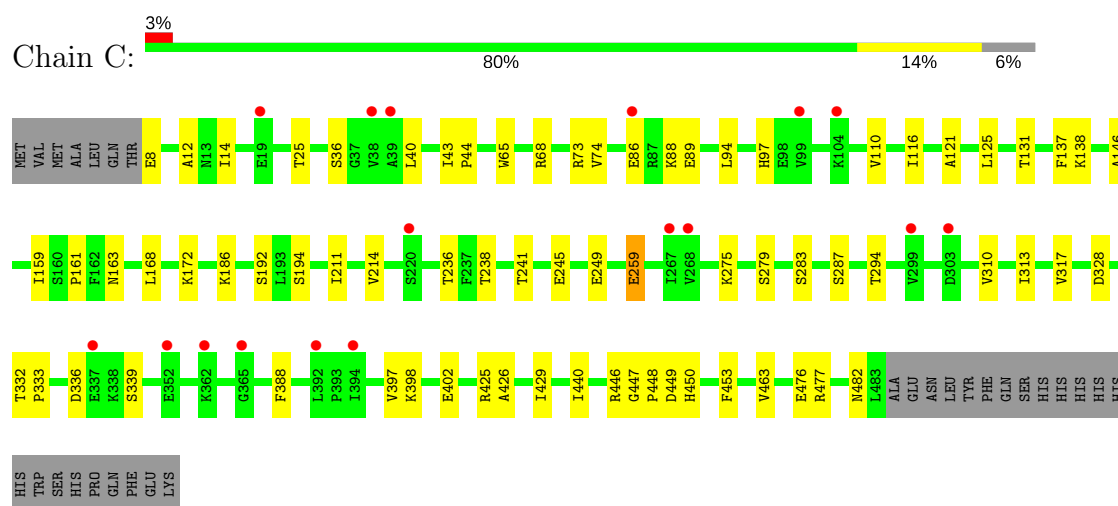 3%
Chain C:
80% 14% 6%
MET VAL MET ALA LEU GLN THR E8 A12 N13 I14 E19 T25 S36 G37 V38 A39 L40 I43 P44 W65 R68 R73 V74 E86 R87 K88 E89 L94 H97 E98 V99 K104 V110 I116 A121 L125 T131 F137 K138 A146
I159 S160 P161 F162 N163 L168 K172 K186 S192 L193 S194 I211 V214 S220 T236 F237 T238 T241 E245 E249 E259 I267 V268 K275 S279 S283 S287 T294 V299 D303 V310 I313 V317 D328
T332 P333 D336 E337 K338 S339 E352 K362 G365 F388 L392 P393 I394 V397 K398 E402 R425 A426 I429 I440 R446 G447 P448 D449 H450 F453 V463 E476 R477 N482 L483 ALA GLU ASN LEU TYR PHE GLN SER HIS HIS HIS HIS HIS
HIS TRP SER HIS PRO GLN PHE GLU LYS